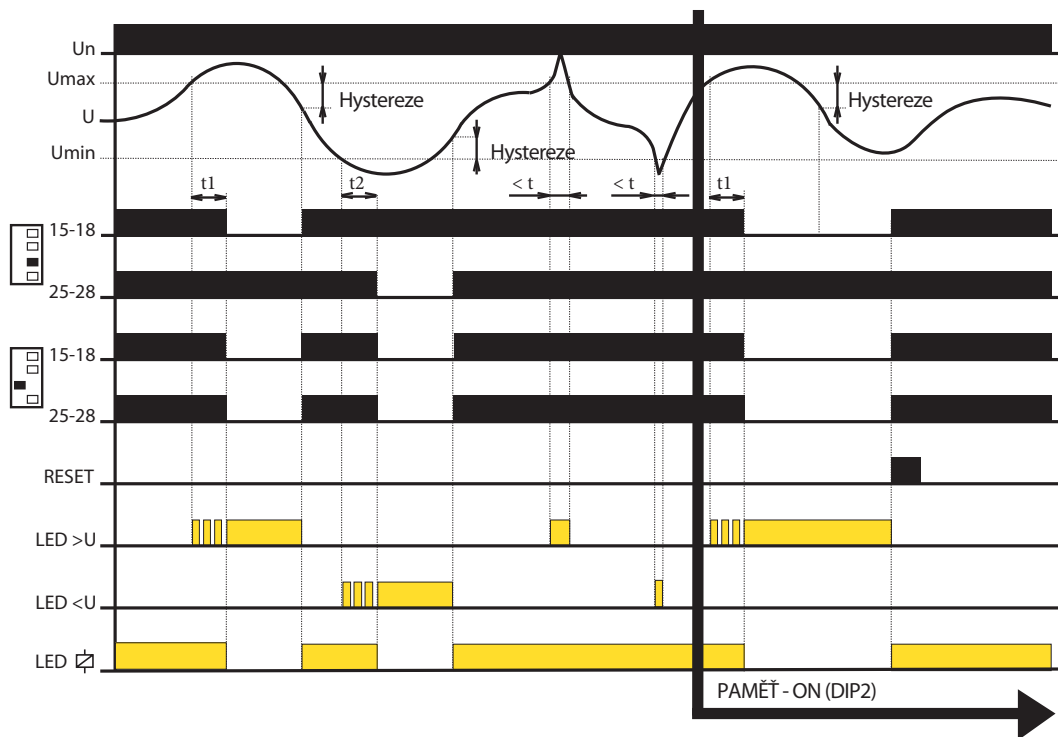 Un
Umax
Hystereze
Hystereze
U
Umin
Hystereze
t1
t2
< t
< t
t1
15-18
25-28
15-18
25-28
RESET
LED >U
LED <U
LED
PAMĚŤ - ON (DIP2)